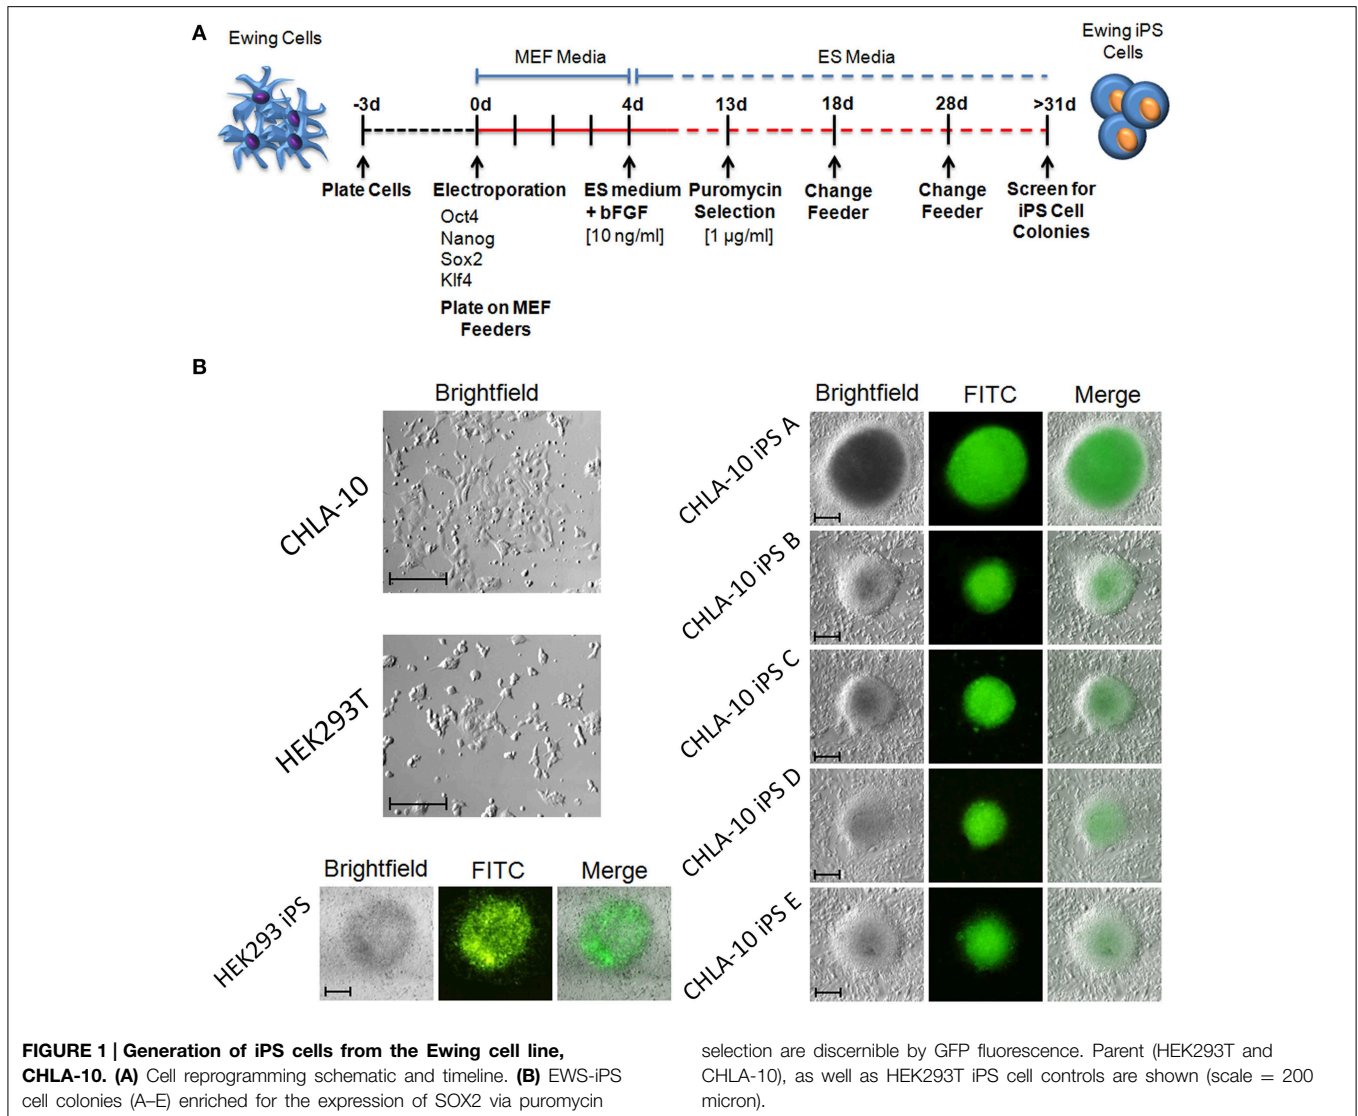 A
Ewing Cells
Ewing iPS
Cells
MEF Media
ES Media
-3d
0d
4d
13d
18d
28d
>31d
Plate Cells
Electroporation
Oct4
Nanog
Sox2
Klf4
Plate on MEF
Feeders
ES medium
+ bFGF
[10 ng/ml]
Puromycin
Selection
[1 µg/ml]
Change
Feeder
Change
Feeder
Screen for
iPS Cell
Colonies
B
Brightfield
CHLA-10
HEK293T
Brightfield
FITC
Merge
HEK293 iPS
Brightfield
FITC
Merge
CHLA-10 iPS A
CHLA-10 iPS B
CHLA-10 iPS C
CHLA-10 iPS D
CHLA-10 iPS E
FIGURE 1 | Generation of iPS cells from the Ewing cell line,
CHLA-10. (A) Cell reprogramming schematic and timeline. (B) EWS-iPS
cell colonies (A–E) enriched for the expression of SOX2 via puromycin
selection are discernible by GFP fluorescence. Parent (HEK293T and
CHLA-10), as well as HEK293T iPS cell controls are shown (scale = 200
micron).